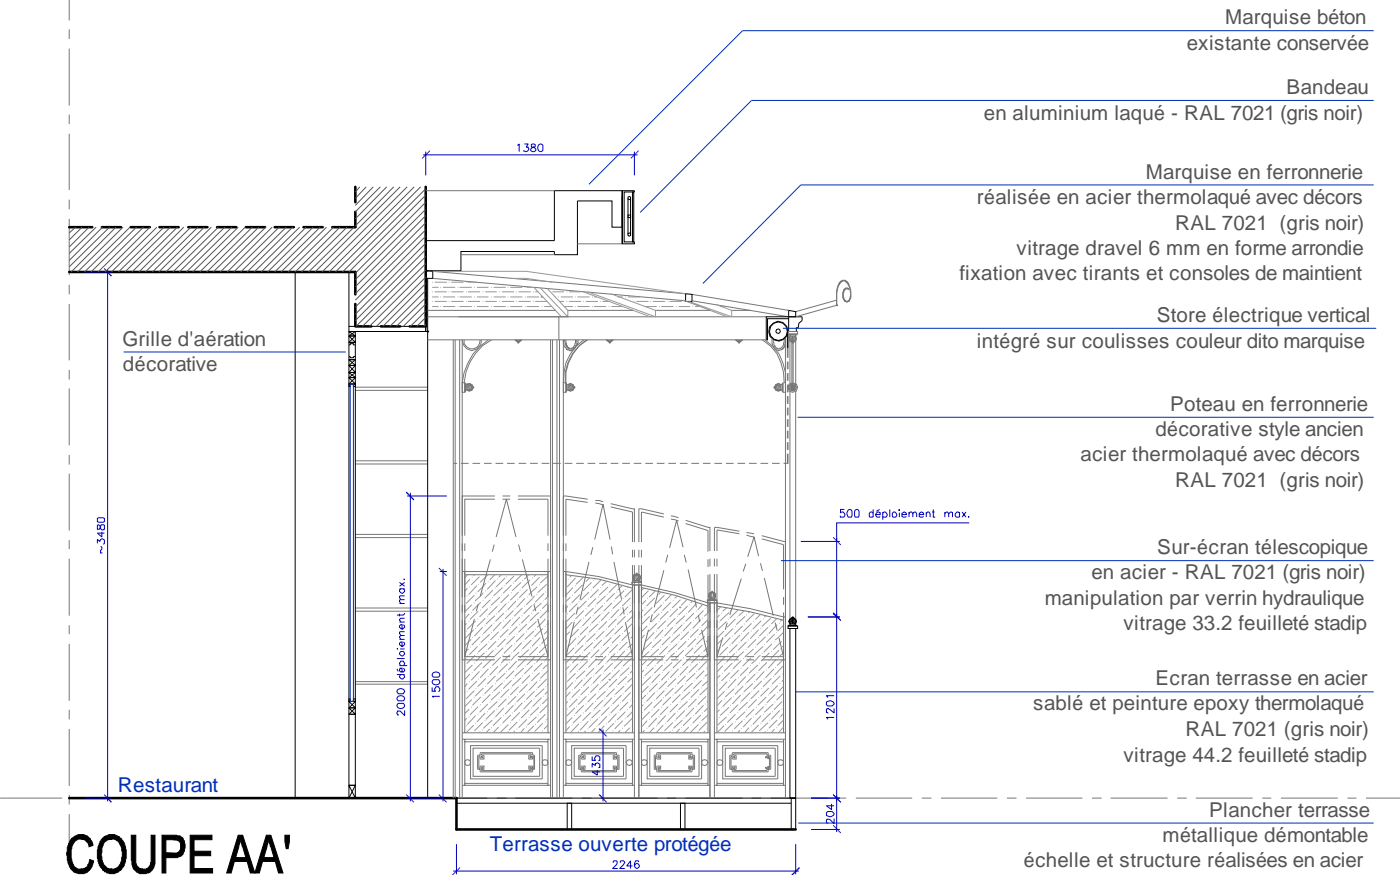 Marquise béton
existante conservée
Bandeau
en aluminium laqué - RAL 7021 (gris noir)
1380
Marquise en ferronnerie
réalisée en acier thermolaqué avec décors
RAL 7021 (gris noir)
vitrage dravel 6 mm en forme arrondie
fixation avec tirants et consoles de maintient
Store électrique vertical
intégré sur coulisses couleur dito marquise
Grille d'aération
décorative
Poteau en ferronnerie
décorative style ancien
acier thermolaqué avec décors
RAL 7021 (gris noir)
~3480
500 déploiement max.
Sur-écran télescopique
en acier - RAL 7021 (gris noir)
manipulation par verrin hydraulique
vitrage 33.2 feuilleté stadip
2000 déploiement max.
1500
1201
435
Ecran terrasse en acier
sablé et peinture epoxy thermolaqué
RAL 7021 (gris noir)
vitrage 44.2 feuilleté stadip
Restaurant
204
Plancher terrasse
métallique démontable
échelle et structure réalisées en acier
COUPE AA'
Terrasse ouverte protégée
2246